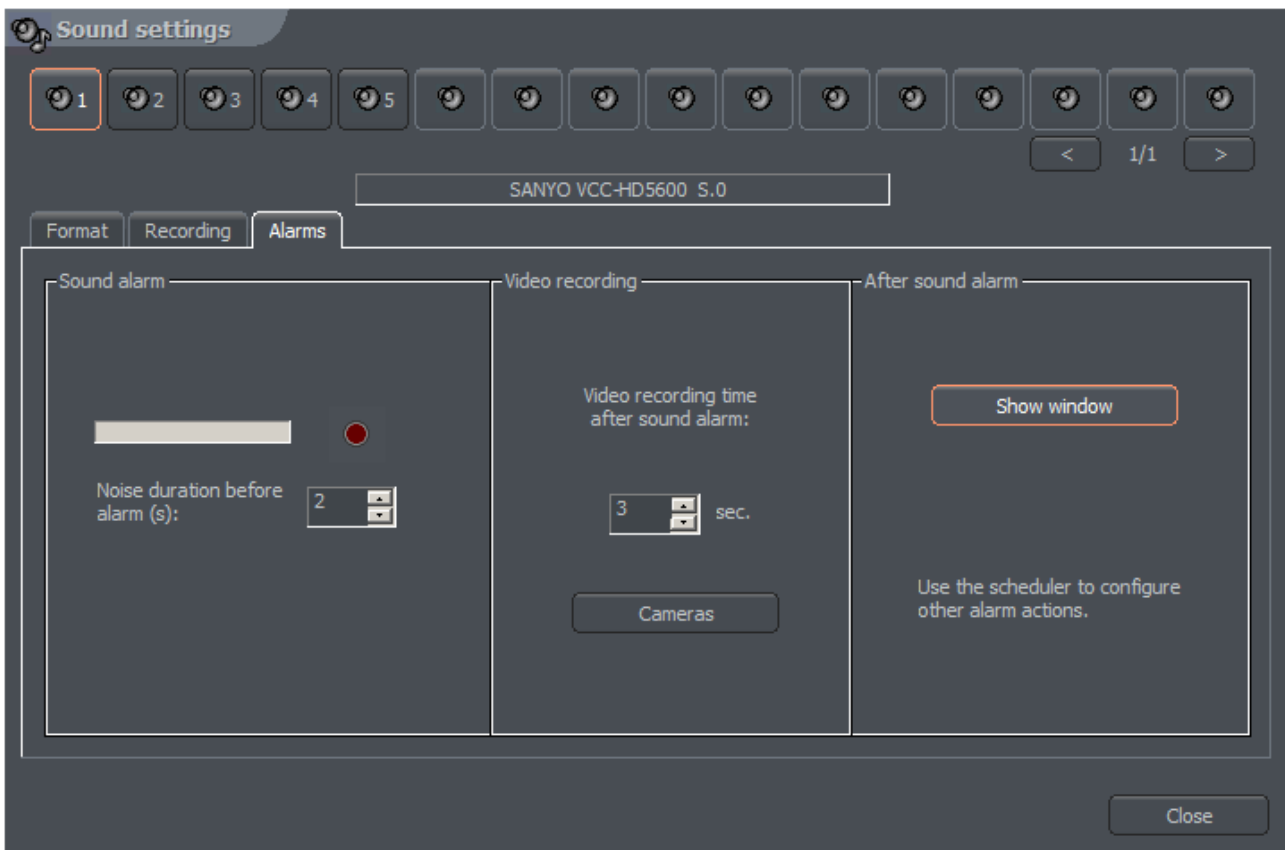 Sound settings
1 2 3 4 5
< 1/1 >
SANYO VCC-HD5600 S.0
Format Recording Alarms
Sound alarm
Noise duration before
alarm (s):
2
Video recording
Video recording time
after sound alarm:
3 sec.
Cameras
After sound alarm
Show window
Use the scheduler to configure
other alarm actions.
Close